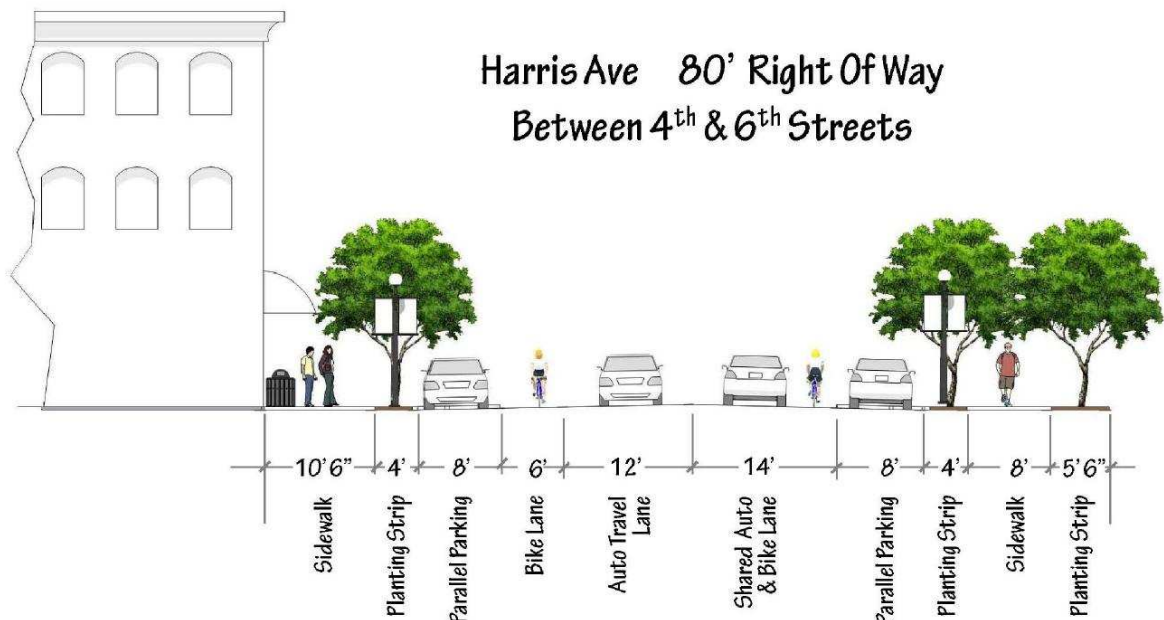 Harris Ave 80' Right Of Way
Between 4th & 6th Streets
10'6" 4' 8' 6' 12' 14' 8' 4' 8' 5'6"
Sidewalk
Planting Strip
Parallel Parking
Bike Lane
Auto Travel
Lane
Shared Auto
& Bike Lane
Parallel Parking
Planting Strip
Sidewalk
Planting Strip